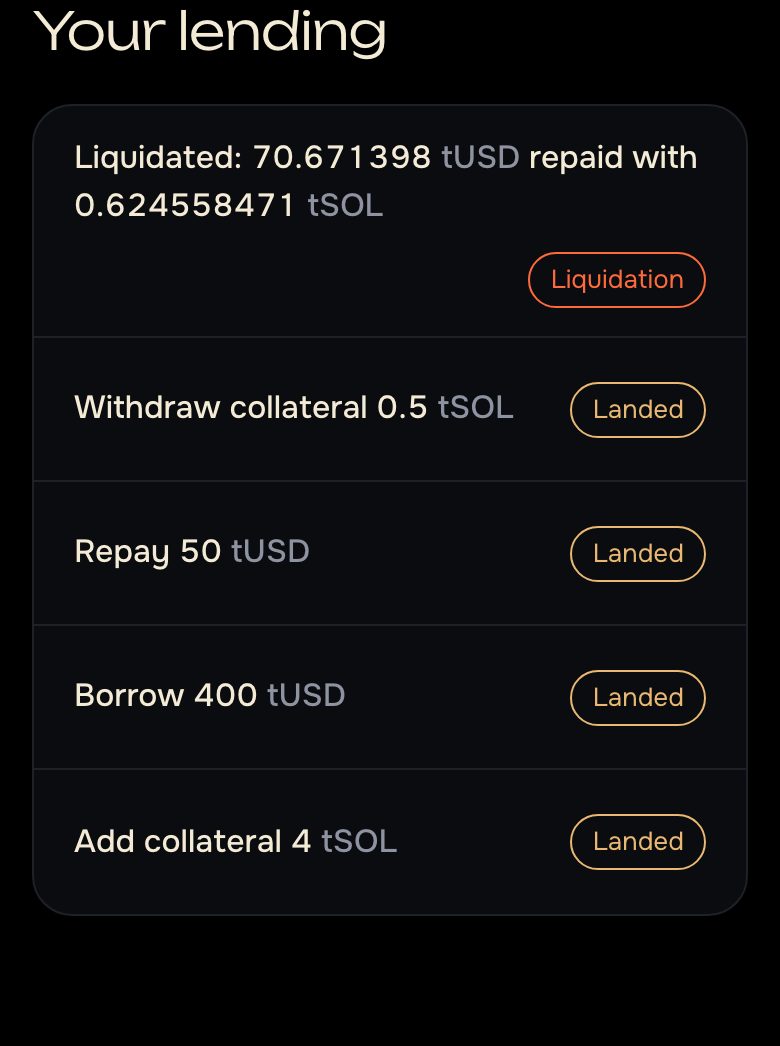 Your lending
Liquidated: 70.671398 tUSD repaid with
0.624558471 tSOL
Liquidation
Withdraw collateral 0.5 tSOL
Landed
Repay 50 tUSD
Landed
Borrow 400 tUSD
Landed
Add collateral 4 tSOL
Landed